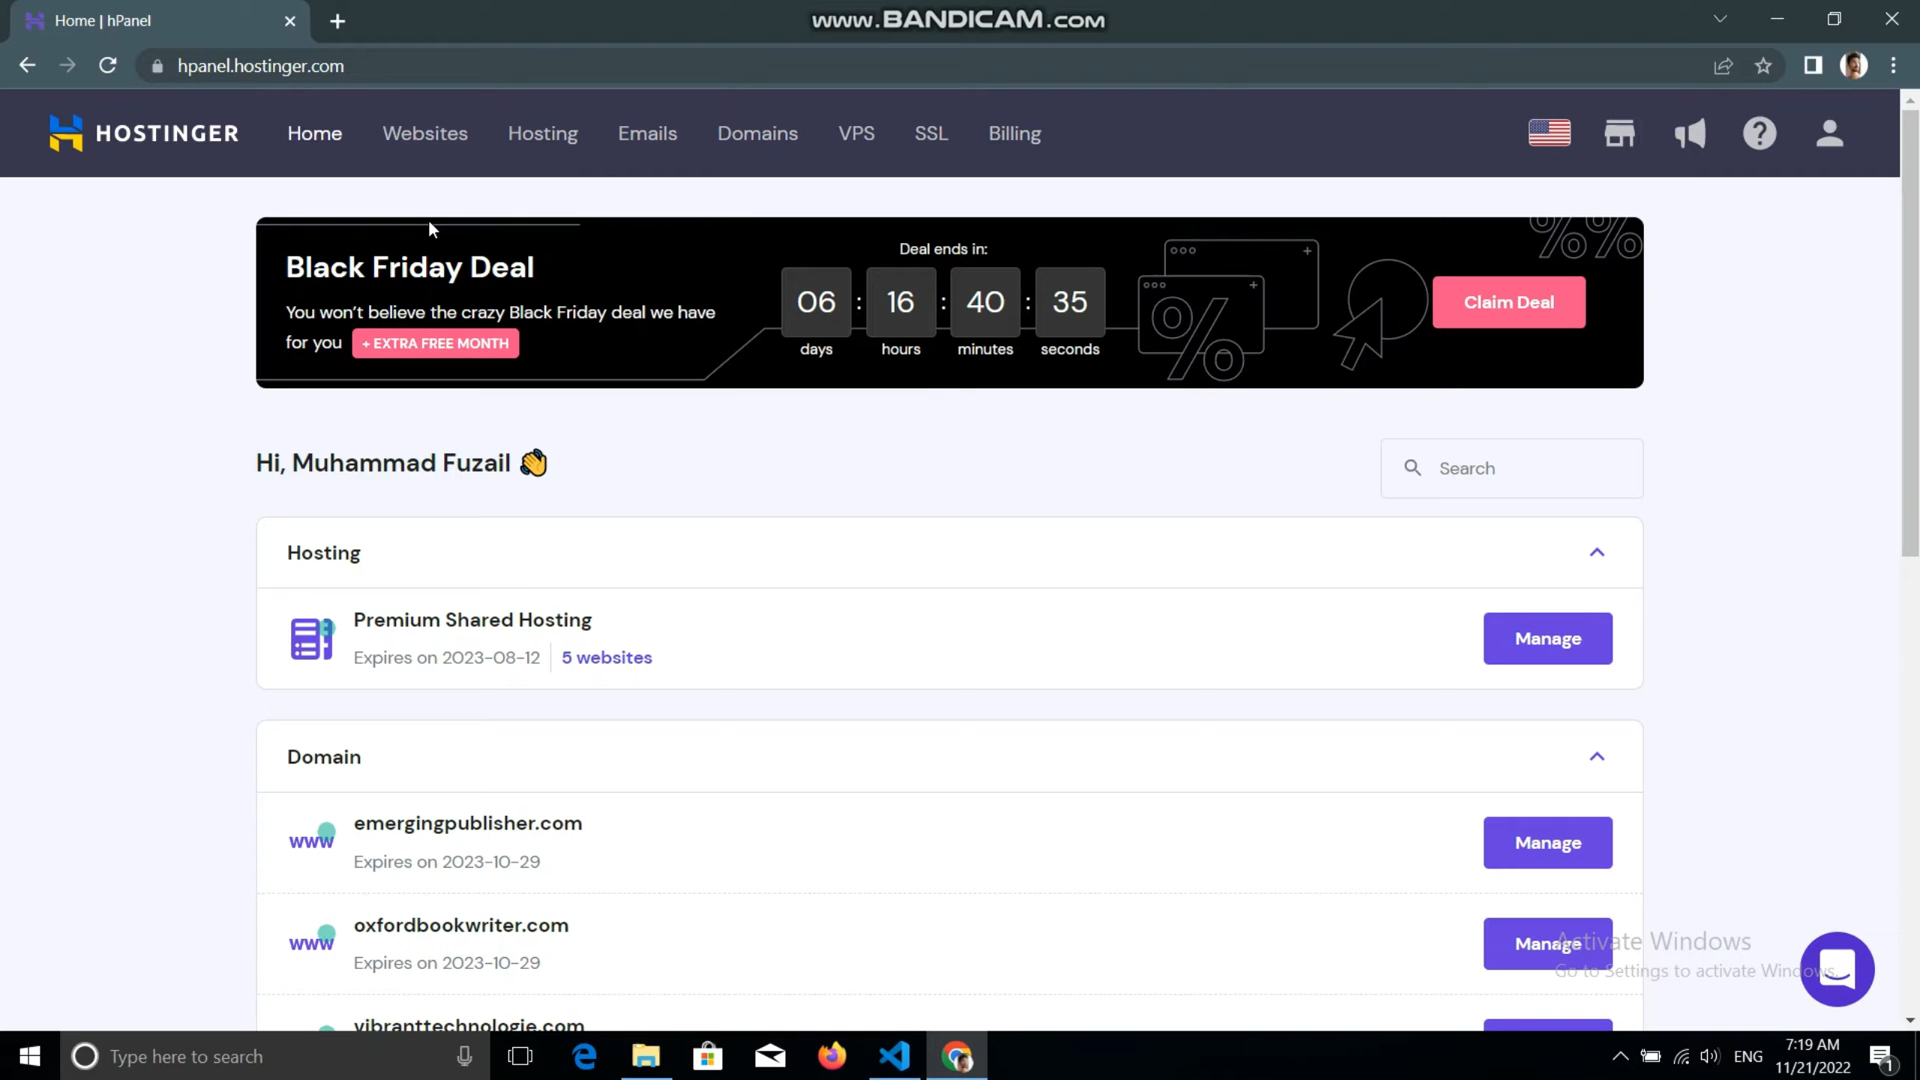 Home | hPanel
www.BANDICAM.com
hpanel.hostinger.com
HOSTINGER
Home
Websites
Hosting
Emails
Domains
VPS
SSL
Billing
Black Friday Deal
You won't believe the crazy Black Friday deal we have
for you + EXTRA FREE MONTH
Deal ends in:
06 : 16 : 40 : 35
days hours minutes seconds
%%
%
Claim Deal
Hi, Muhammad Fuzail 👋
Search
Hosting
Premium Shared Hosting
Expires on 2023-08-12
5 websites
Manage
Domain
www
emergingpublisher.com
Expires on 2023-10-29
Manage
www
oxfordbookwriter.com
Expires on 2023-10-29
Manage
Activate Windows
Go to Settings to activate Windows.
vibranttechnologie.com
Type here to search
ENG
7:19 AM
11/21/2022
1